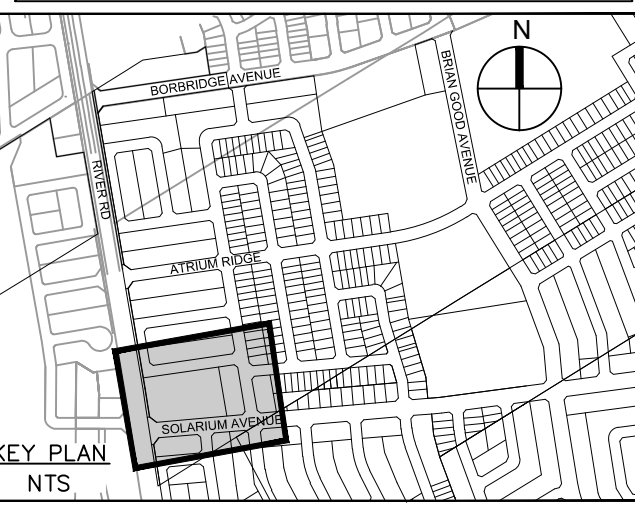 N
BORBRIDGE AVENUE
BRIAN GOOD AVENUE
RIVER RD
ATRIUM RIDGE
SOLARIUM AVENUE
KEY PLAN
NTS